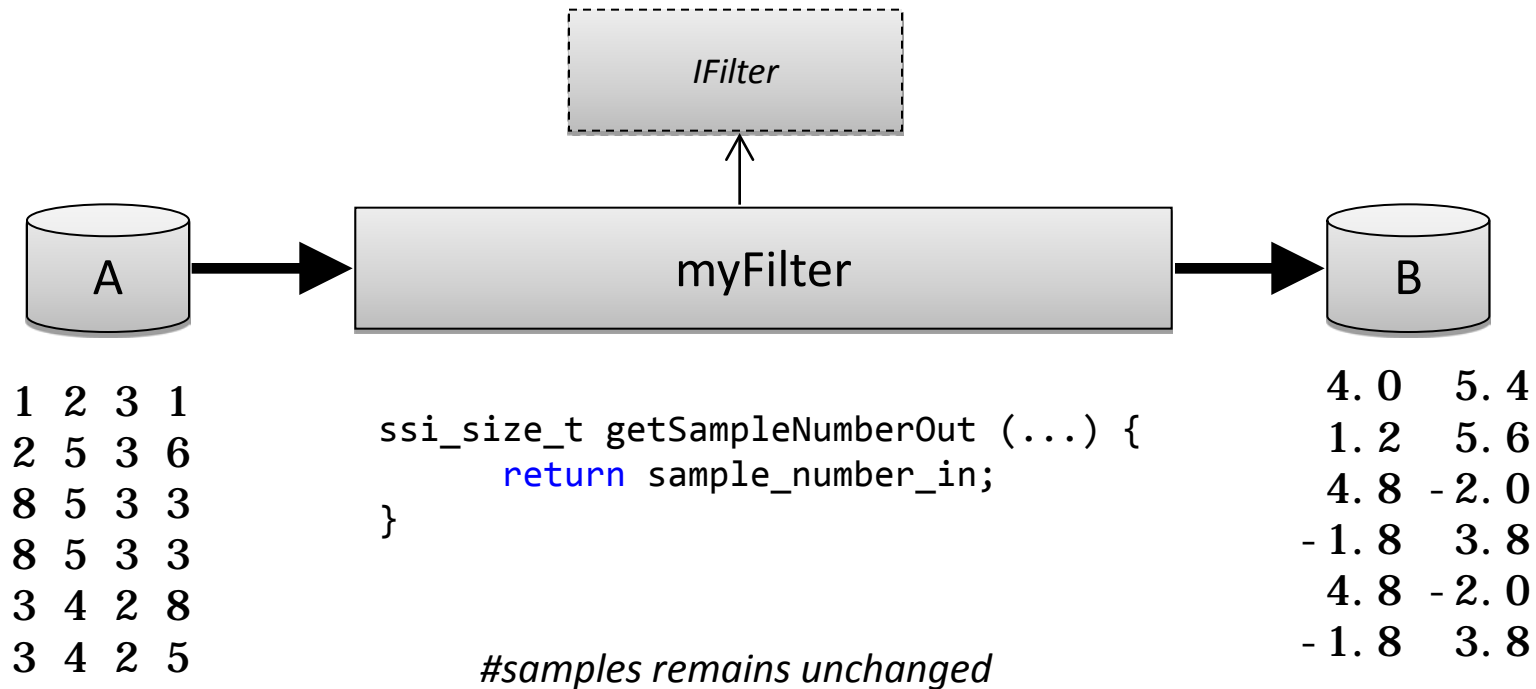 IFilter
A
myFilter
B
1 2 3 1
2 5 3 6
8 5 3 3
8 5 3 3
3 4 2 8
3 4 2 5
ssi_size_t getSampleNumberOut (...) {
return sample_number_in;
}
#samples remains unchanged
4.0 5.4
1.2 5.6
4.8 -2.0
-1.8 3.8
4.8 -2.0
-1.8 3.8